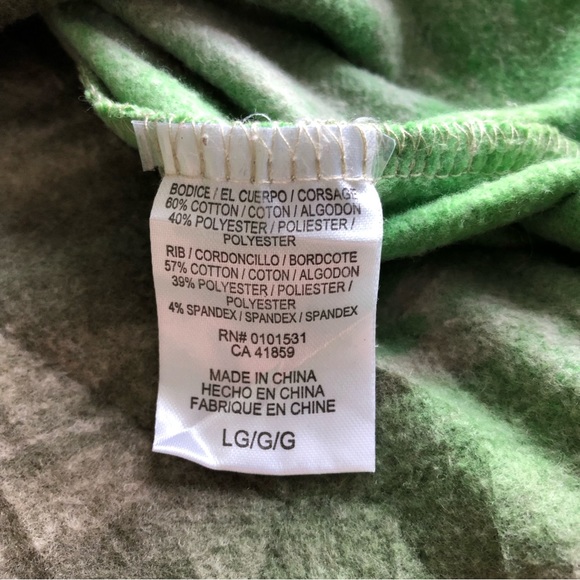 BODICE / EL CUERPO / CORSAGE
60% COTTON / COTON / ALGODON
40% POLYESTER / POLIESTER /
POLYESTER
RIB / CORDONCILLO / BORDCOTE
57% COTTON / COTON / ALGODON
39% POLYESTER / POLIESTER /
POLYESTER
4% SPANDEX / SPANDEX / SPANDEX
RN# 0101531
CA 41859
MADE IN CHINA
HECHO EN CHINA
FABRIQUE EN CHINE
LG/G/G